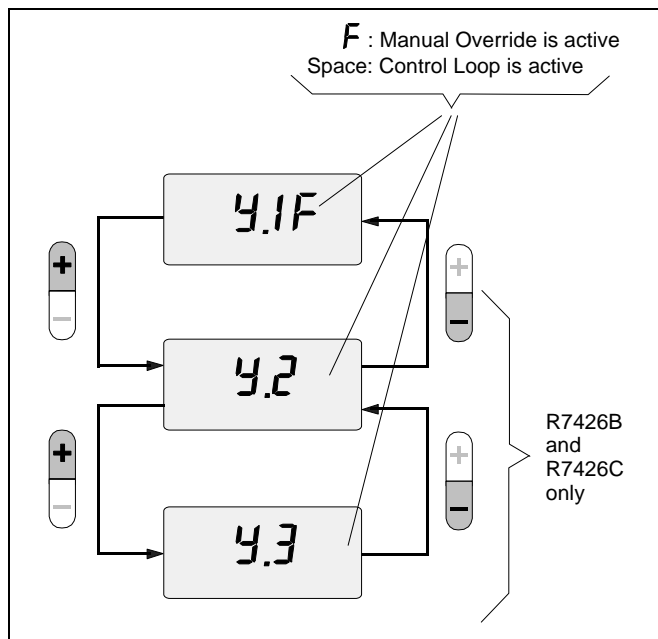 F : Manual Override is active
Space: Control Loop is active
y.1F
+
−
+
−
y.2
+
−
+
−
R7426B
and
R7426C
only
y.3